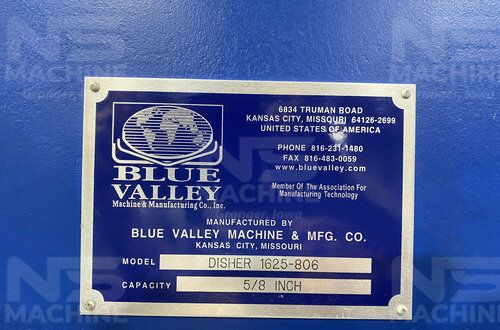 BLUE
VALLEY
Machine & Manufacturing Co., Inc.
6834 TRUMAN ROAD
KANSAS CITY, MISSOURI 64126-2699
UNITED STATES OF AMERICA
PHONE 816-231-1480
FAX 816-483-0059
www.bluevalley.com
Member Of The Association For
Manufacturing Technology
MANUFACTURED BY
BLUE VALLEY MACHINE & MFG. CO.
KANSAS CITY, MISSOURI
MODEL DISHER 1625-806
CAPACITY 5/8 INCH
NS
MACHINE